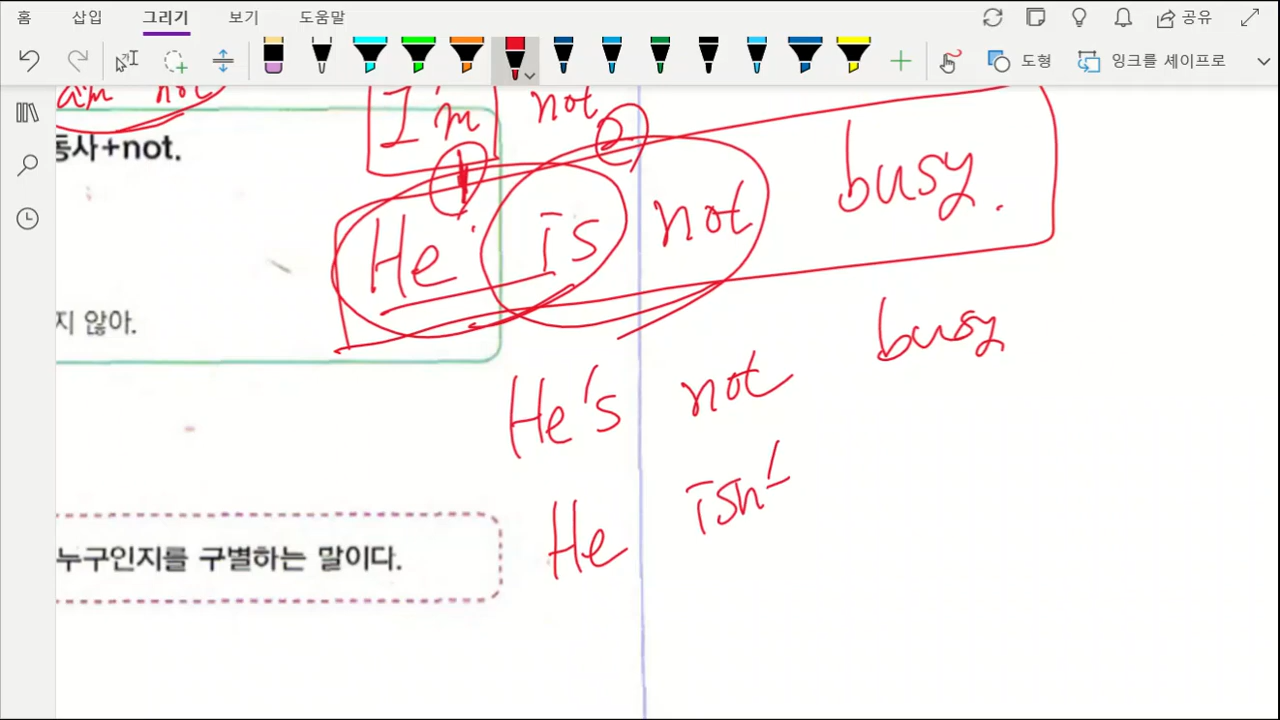 홈 삽입 그리기 보기 도움말 공유
도형 잉크를 셰이프로
am not I'm not
동사+not.
1 2
He is not busy.
지 않아.
busy
He's not
He isn'
누구인지를 구별하는 말이다.